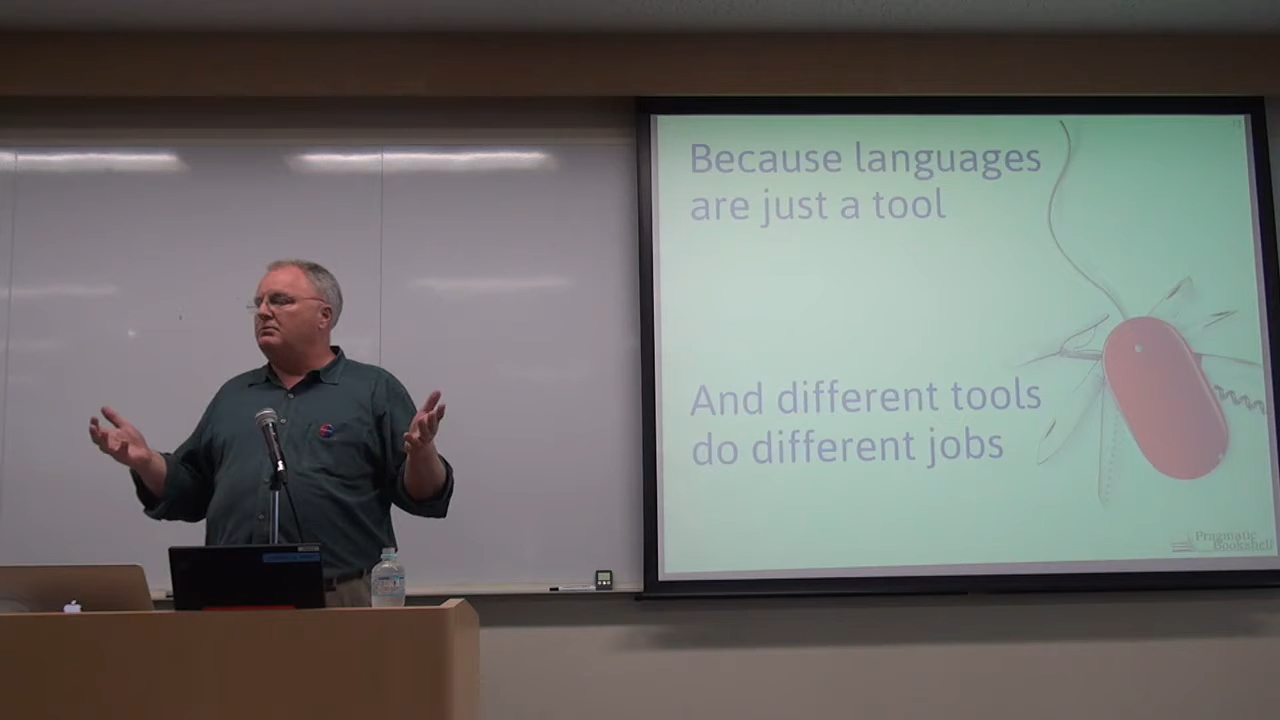 Because languages
are just a tool
And different tools
do different jobs
Pragmatic
Bookshelf